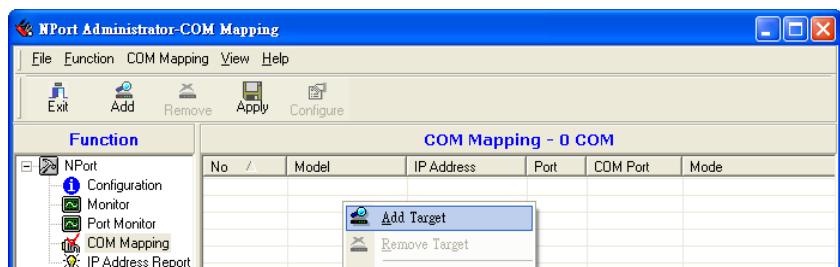 NPort Administrator-COM Mapping
File Function COM Mapping View Help
Exit Add Remove Apply Configure
Function
COM Mapping - 0 COM
NPort
Configuration
Monitor
Port Monitor
COM Mapping
IP Address Report
No Model IP Address Port COM Port Mode
Add Target
Remove Target